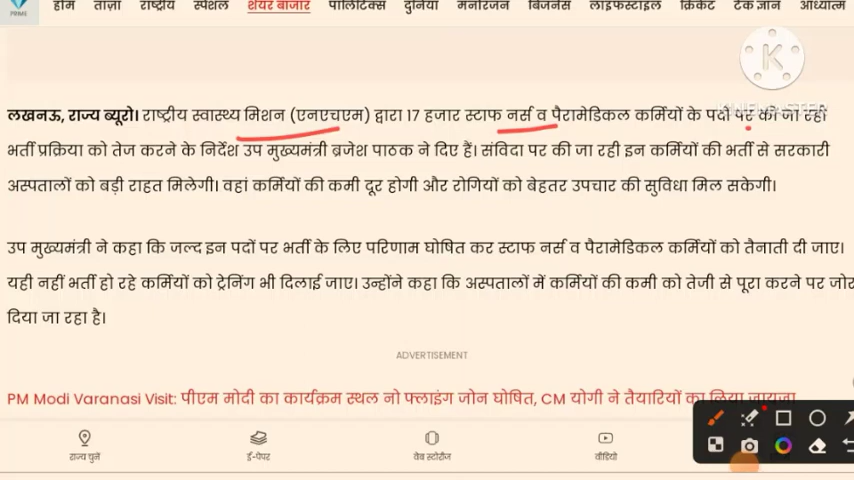 होम ताज़ा राष्ट्रीय स्पेशल शेयर बाजार पॉलिटिक्स दुनिया मनोरंजन बिजनेस लाइफस्टाइल क्रिकेट टेक ज्ञान आध्यात्म
PRIME
K
लखनऊ, राज्य ब्यूरो। राष्ट्रीय स्वास्थ्य मिशन (एनएचएम) द्वारा 17 हजार स्टाफ नर्स व पैरामेडिकल कर्मियों के पदों पर की जा रही
भर्ती प्रक्रिया को तेज करने के निर्देश उप मुख्यमंत्री ब्रजेश पाठक ने दिए हैं। संविदा पर की जा रही इन कर्मियों की भर्ती से सरकारी
अस्पतालों को बड़ी राहत मिलेगी। वहां कर्मियों की कमी दूर होगी और रोगियों को बेहतर उपचार की सुविधा मिल सकेगी।
उप मुख्यमंत्री ने कहा कि जल्द इन पदों पर भर्ती के लिए परिणाम घोषित कर स्टाफ नर्स व पैरामेडिकल कर्मियों को तैनाती दी जाए।
यही नहीं भर्ती हो रहे कर्मियों को ट्रेनिंग भी दिलाई जाए। उन्होंने कहा कि अस्पतालों में कर्मियों की कमी को तेजी से पूरा करने पर जोर
दिया जा रहा है।
ADVERTISEMENT
PM Modi Varanasi Visit: पीएम मोदी का कार्यक्रम स्थल नो फ्लाइंग जोन घोषित, CM योगी ने तैयारियों का लिया जायजा
राज्य चुनें ई-पेपर वेब स्टोरीज वीडियो